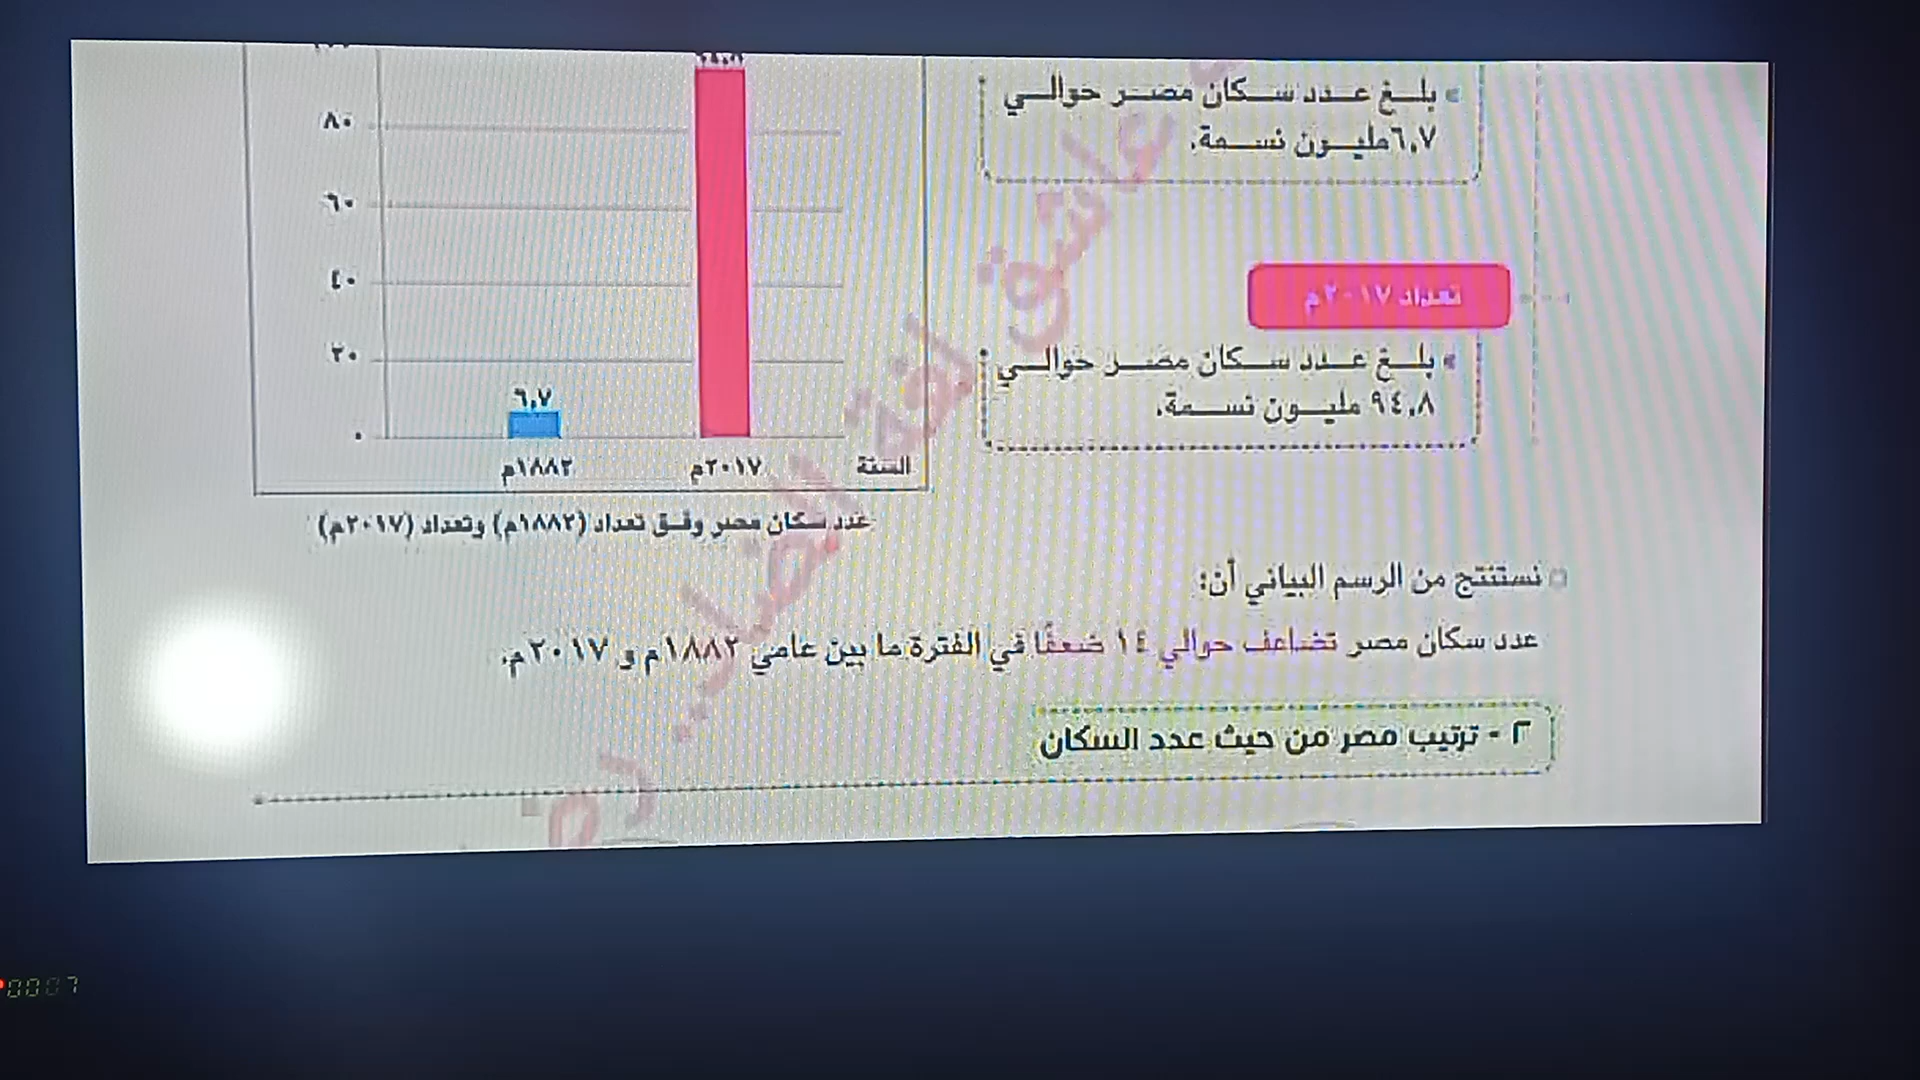 بلغ عدد سكان مصر حوالي
٦,٧ مليون نسمة.
تعداد ٢٠١٧م
بلغ عدد سكان مصر حوالي
٩٤,٨ مليون نسمة.
٨٠
٦٠
٤٠
٢٠
٠
٦,٧
١٨٨٢م
٢٠١٧م
السنة
عدد سكان مصر وفق تعداد (١٨٨٢م) وتعداد (٢٠١٧م)
نستنتج من الرسم البياني أن:
عدد سكان مصر تضاعف حوالي ١٤ ضعفًا في الفترة ما بين عامي ١٨٨٢م و ٢٠١٧م.
٢ - ترتيب مصر من حيث عدد السكان
عاشق لغة الضاد